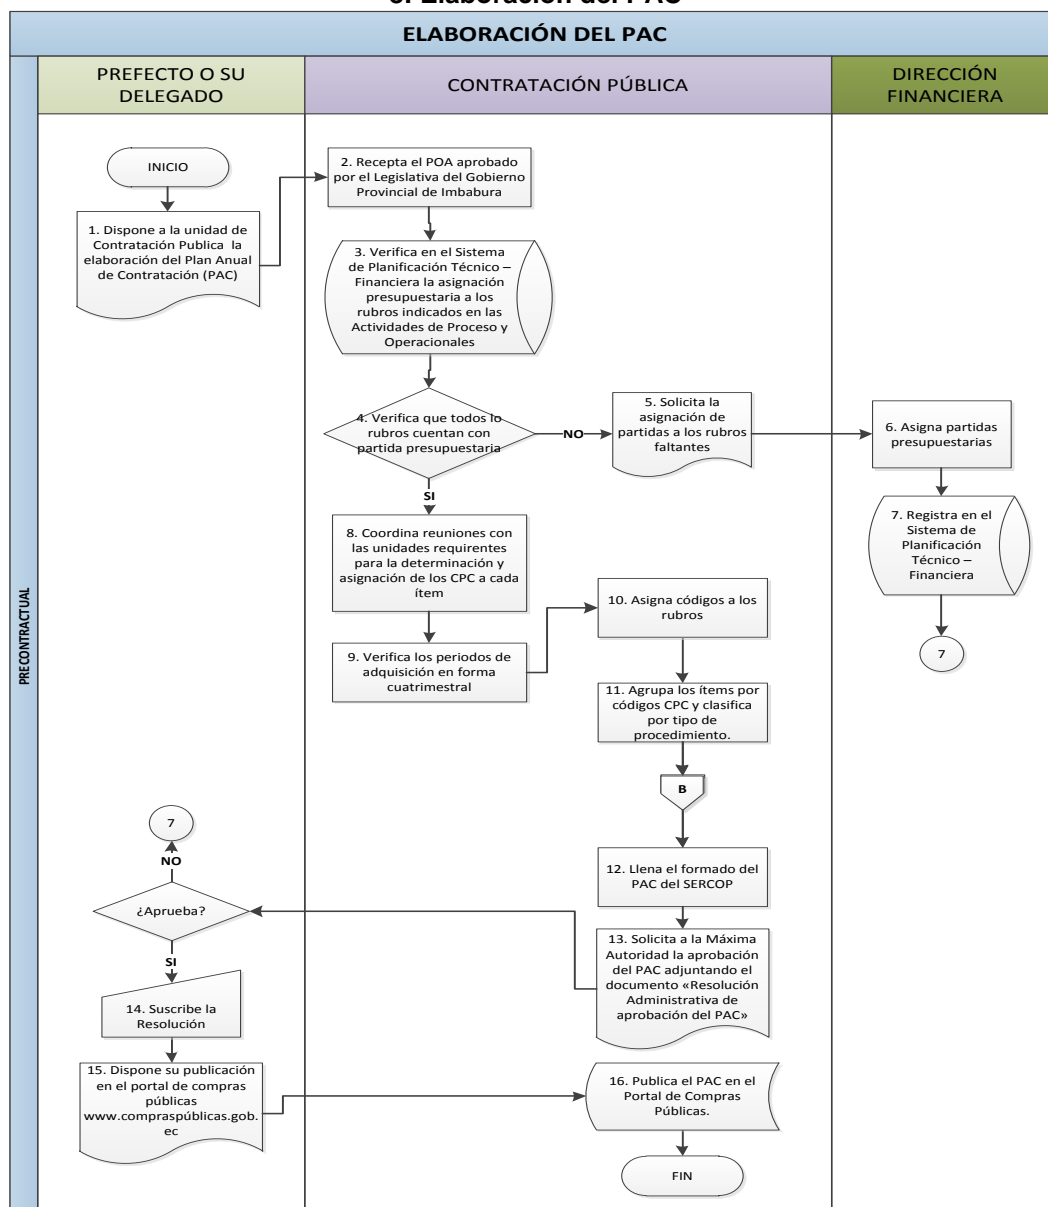 ELABORACIÓN DEL PAC
PREFECTO O SU
DELEGADO
CONTRATACIÓN PÚBLICA
DIRECCIÓN
FINANCIERA
PRECONTRACTUAL
INICIO
1. Dispone a la unidad de
Contratación Publica la
elaboración del Plan Anual
de Contratación (PAC)
2. Recepta el POA aprobado
por el Legislativa del Gobierno
Provincial de Imbabura
3. Verifica en el Sistema
de Planificación Técnico –
Financiera la asignación
presupuestaria a los
rubros indicados en las
Actividades de Proceso y
Operacionales
4. Verifica que todos lo
rubros cuentan con
partida presupuestaria
NO
5. Solicita la
asignación de
partidas a los rubros
faltantes
6. Asigna partidas
presupuestarias
7. Registra en el
Sistema de
Planificación
Técnico –
Financiera
7
SI
8. Coordina reuniones con
las unidades requirentes
para la determinación y
asignación de los CPC a cada
ítem
9. Verifica los periodos de
adquisición en forma
cuatrimestral
10. Asigna códigos a los
rubros
11. Agrupa los ítems por
códigos CPC y clasifica
por tipo de
procedimiento.
B
12. Llena el formado del
PAC del SERCOP
13. Solicita a la Máxima
Autoridad la aprobación
del PAC adjuntando el
documento «Resolución
Administrativa de
aprobación del PAC»
7
NO
¿Aprueba?
SI
14. Suscribe la
Resolución
15. Dispone su publicación
en el portal de compras
públicas
www.compraspúblicas.gob.
ec
16. Publica el PAC en el
Portal de Compras
Públicas.
FIN